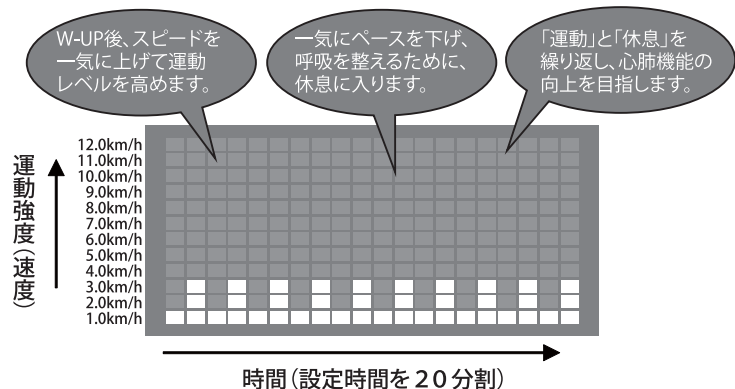 W-UP後、スピードを
一気に上げて運動
レベルを高めます。
一気にペースを下げ、
呼吸を整えるために、
休息に入ります。
「運動」と「休息」を
繰り返し、心肺機能の
向上を目指します。
運動強度（速度）
12.0km/h
11.0km/h
10.0km/h
9.0km/h
8.0km/h
7.0km/h
6.0km/h
5.0km/h
4.0km/h
3.0km/h
2.0km/h
1.0km/h
時間（設定時間を２０分割）